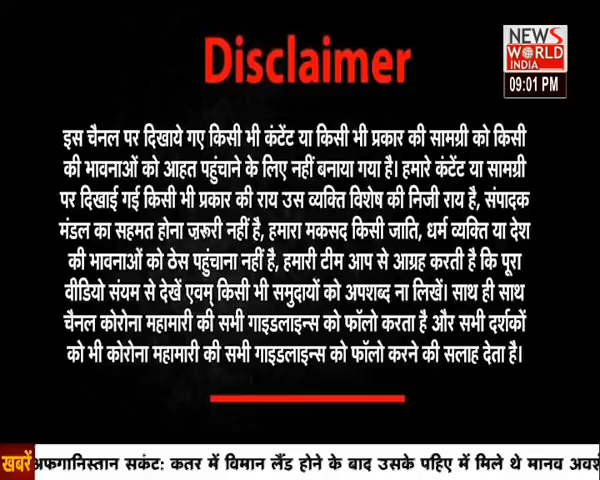 Disclaimer
NEWS
WORLD
INDIA
09:01 PM
इस चैनल पर दिखाये गए किसी भी कंटेंट या किसी भी प्रकार की सामग्री को किसी
की भावनाओं को आहत पहुंचाने के लिए नहीं बनाया गया है। हमारे कंटेंट या सामग्री
पर दिखाई गई किसी भी प्रकार की राय उस व्यक्ति विशेष की निजी राय है, संपादक
मंडल का सहमत होना ज़रूरी नहीं है, हमारा मकसद किसी जाति, धर्म व्यक्ति या देश
की भावनाओं को ठेस पहुंचाना नहीं है, हमारी टीम आप से आग्रह करती है कि पूरा
वीडियो संयम से देखें एवम् किसी भी समुदायों को अपशब्द ना लिखें। साथ ही साथ
चैनल कोरोना महामारी की सभी गाइडलाइन्स को फॉलो करता है और सभी दर्शकों
को भी कोरोना महामारी की सभी गाइडलाइन्स को फॉलो करने की सलाह देता है।
खबरें अफगानिस्तान सकंट: कतर में विमान लैंड होने के बाद उसके पहिए में मिले थे मानव